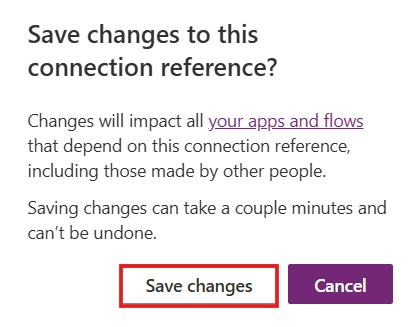 Save changes to this
connection reference?
Changes will impact all your apps and flows
that depend on this connection reference,
including those made by other people.
Saving changes can take a couple minutes and
can't be undone.
Save changes
Cancel